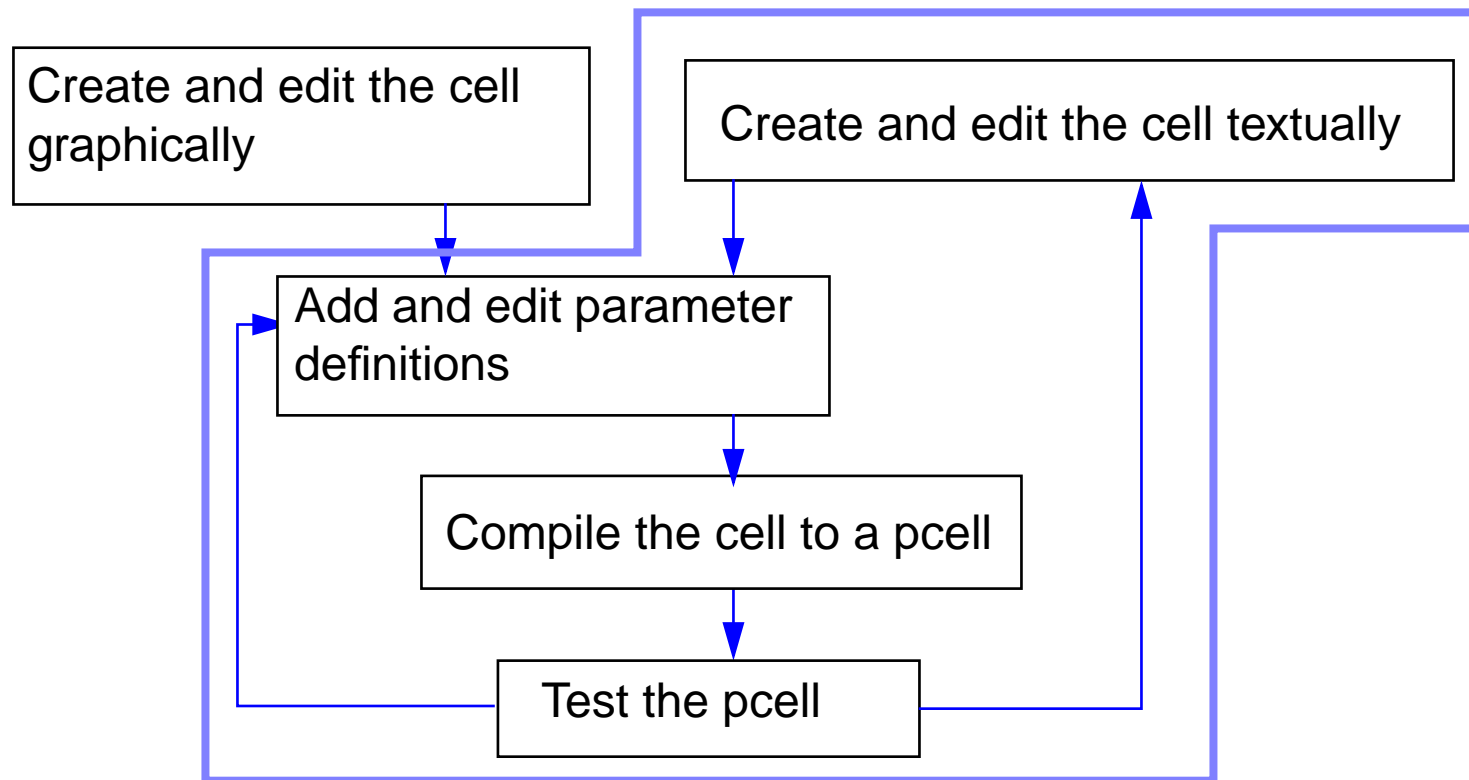 Create and edit the cell
graphically
Create and edit the cell textually
Add and edit parameter
definitions
Compile the cell to a pcell
Test the pcell